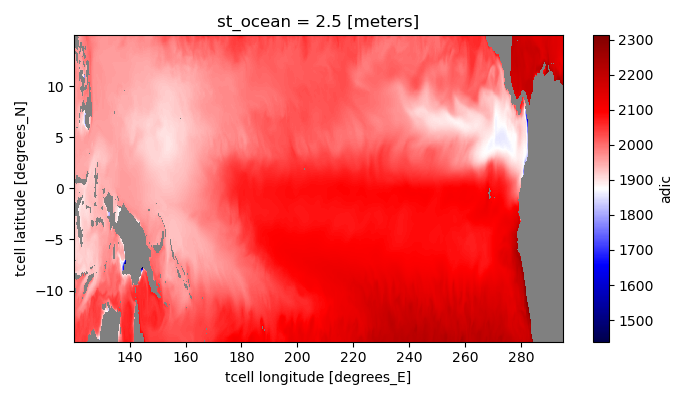 st_ocean = 2.5 [meters]
10
5
0
−5
−10
tcell latitude [degrees_N]
140 160 180 200 220 240 260 280
tcell longitude [degrees_E]
2300
2200
2100
2000
1900
1800
1700
1600
1500
adic